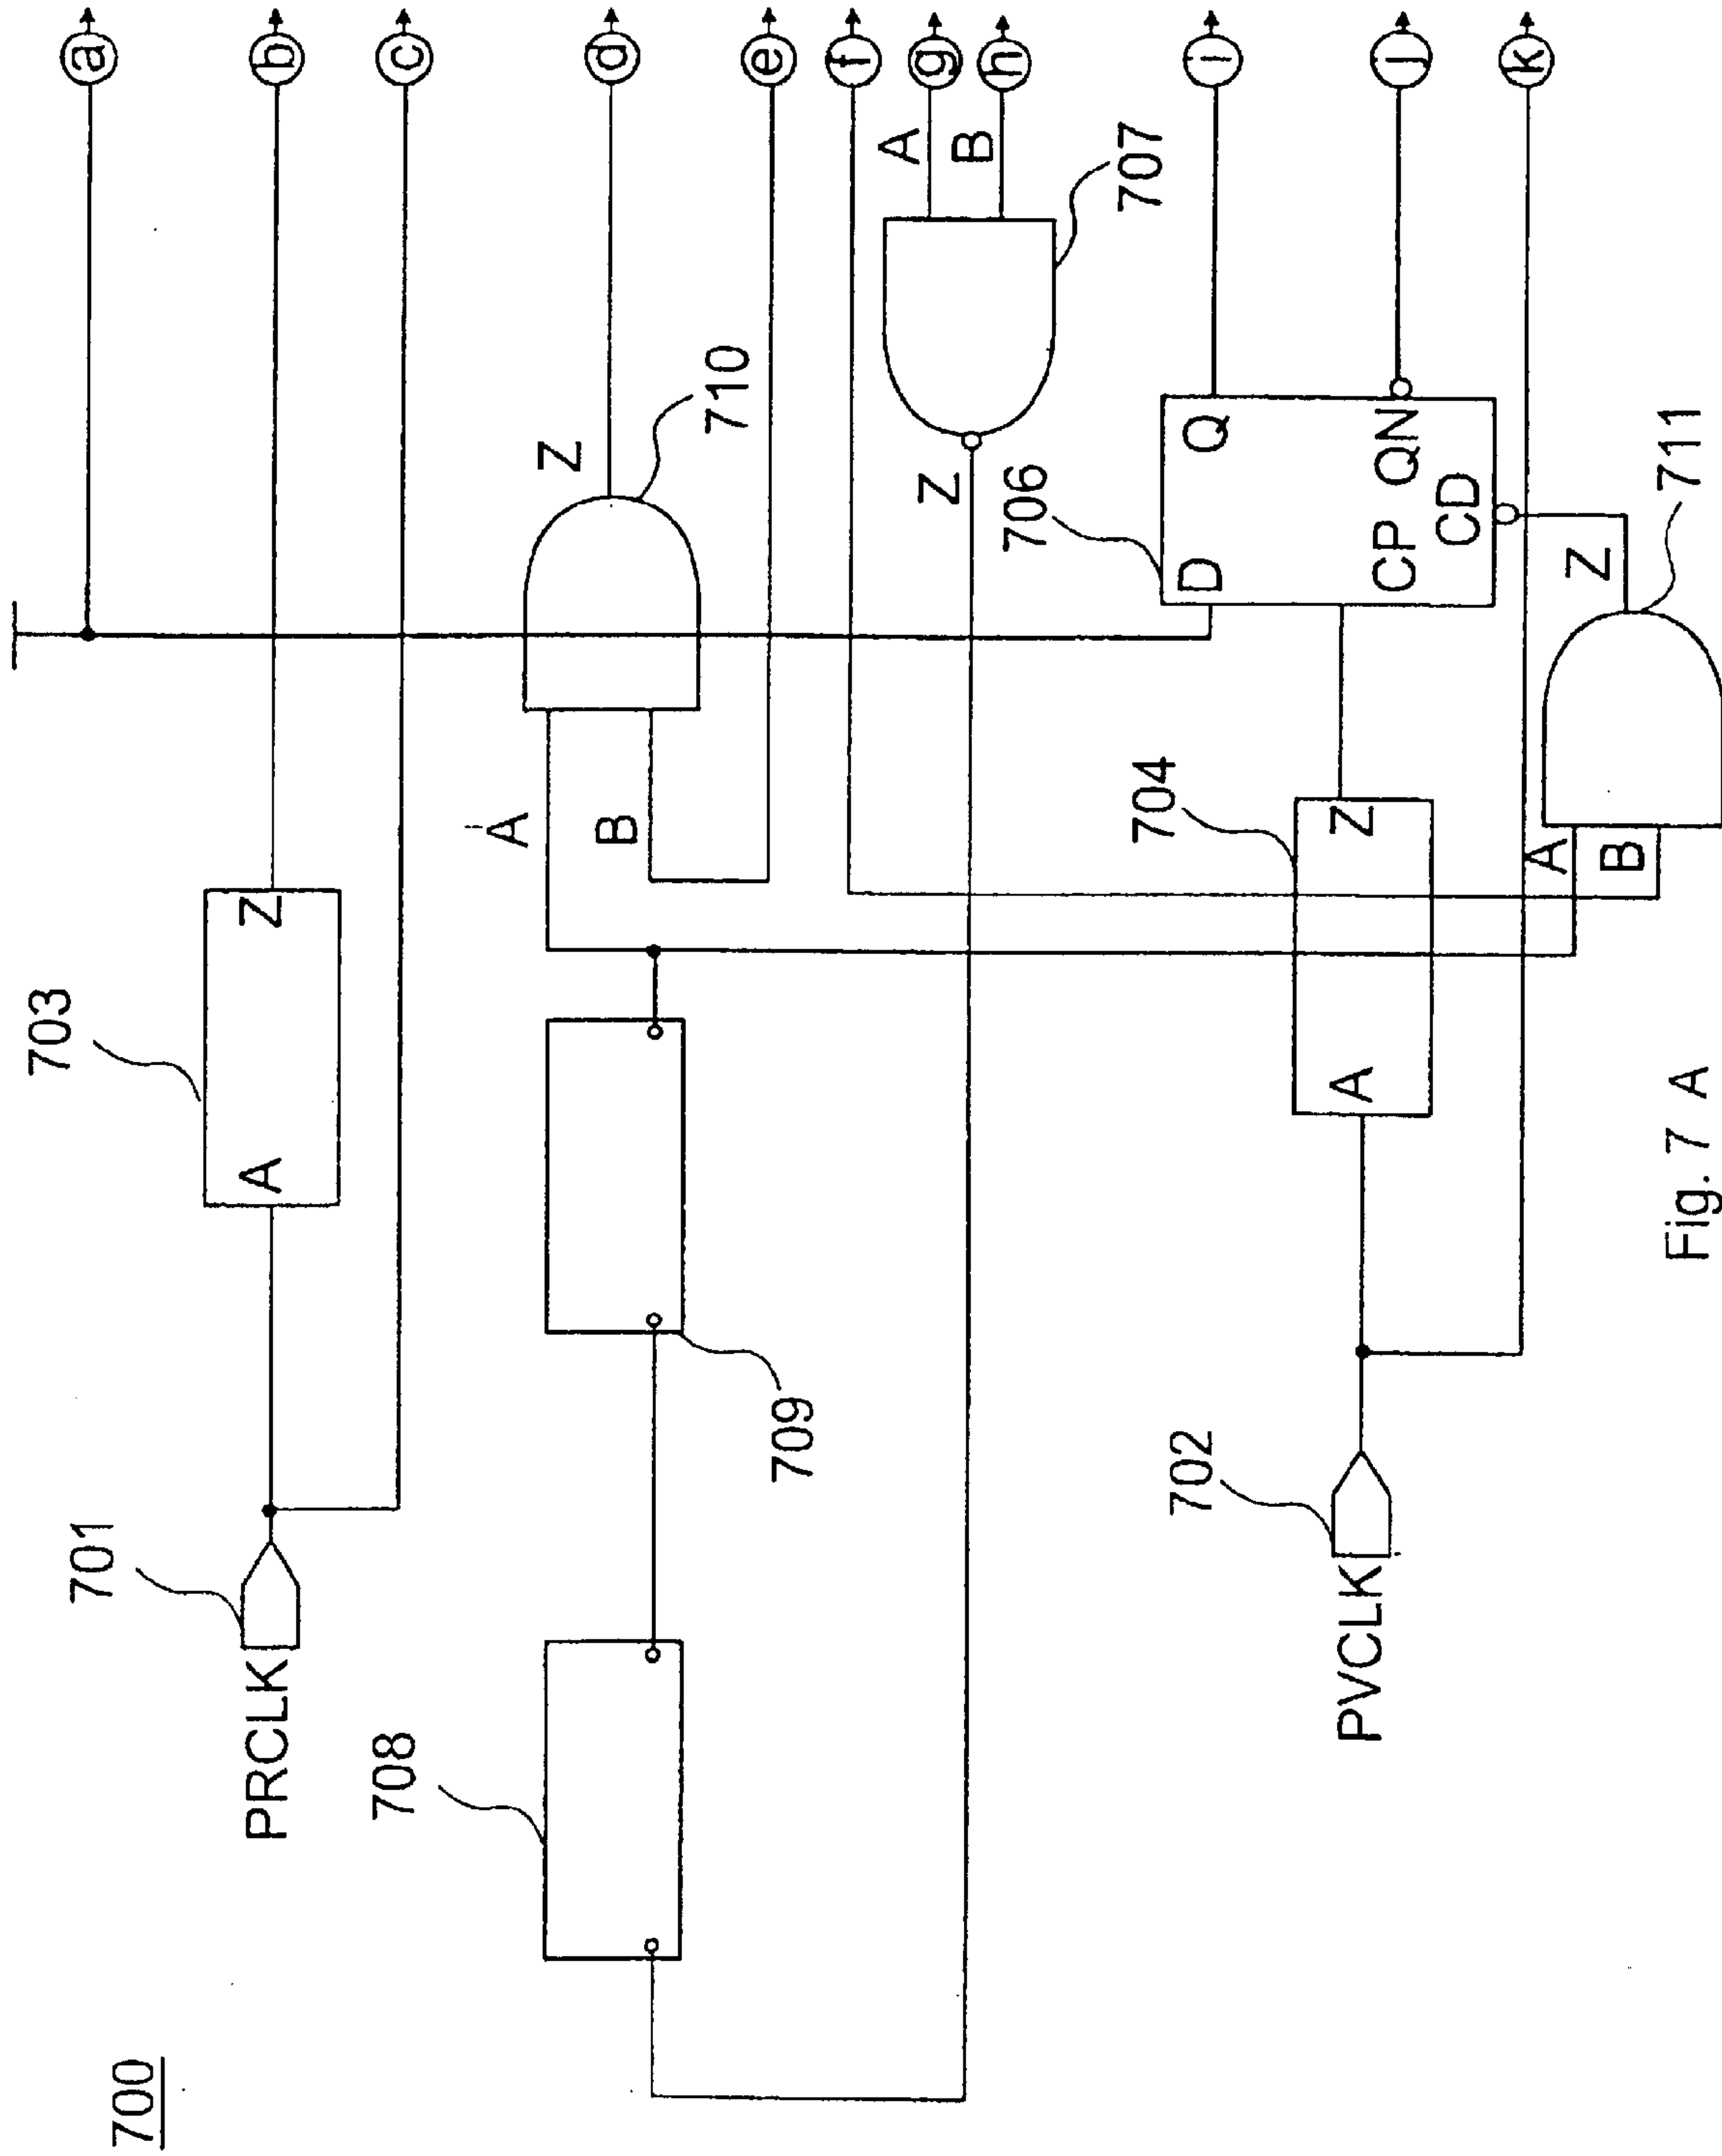 700
a
b
c
d
e
f
g
h
i
j
k
701
PRCLK
703
A
Z
708
709
A
B
Z
710
A
B
Z
707
702
PVCLK
704
A
Z
706
D
Q
CP
QN
CD
A
B
Z
711
Fig. 7 A